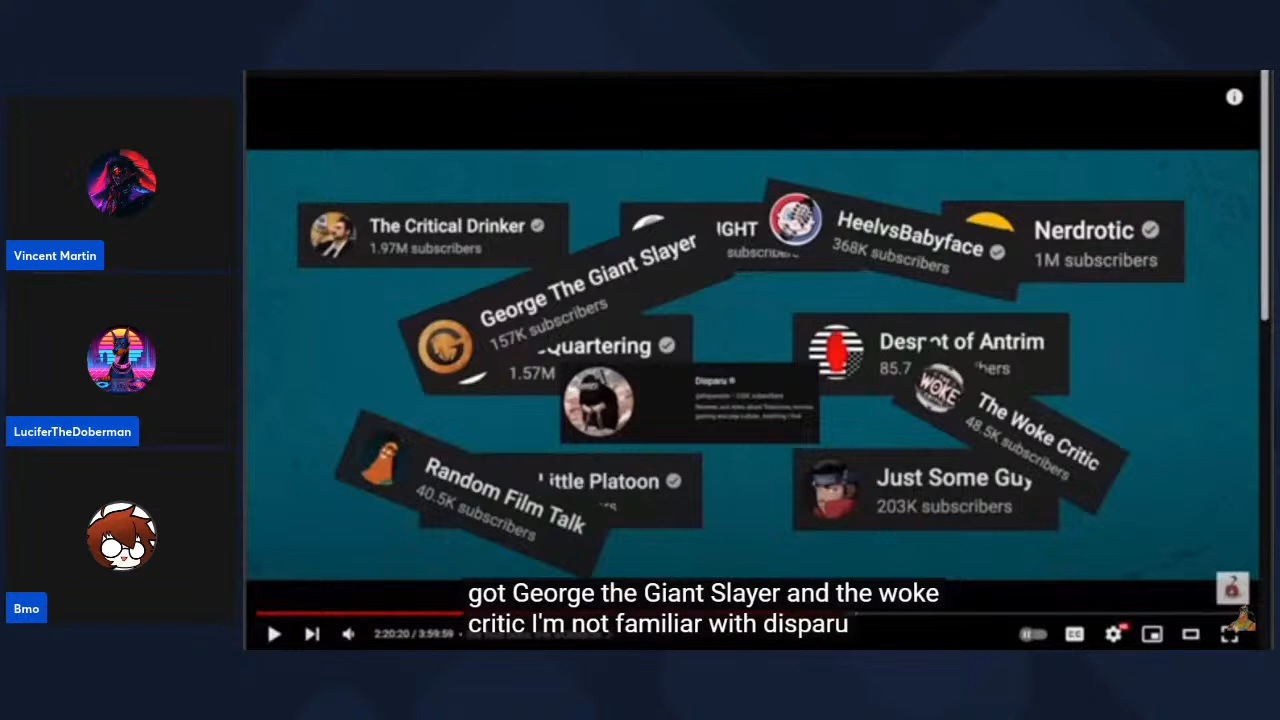 The Critical Drinker
1.97M subscribers
IGHT
HeelvsBabyface
368K subscribers
Nerdrotic
1M subscribers
George The Giant Slayer
157K subscribers
Quartering
1.57M
Despot of Antrim
85.7
Disparu
WOKE
The Woke Critic
48.5K subscribers
Random Film Talk
40.5K subscribers
Little Platoon
Just Some Guy
203K subscribers
Vincent Martin
LuciferTheDoberman
Bmo
got George the Giant Slayer and the woke
critic I'm not familiar with disparu
2:20:20 / 3:59:59
CC